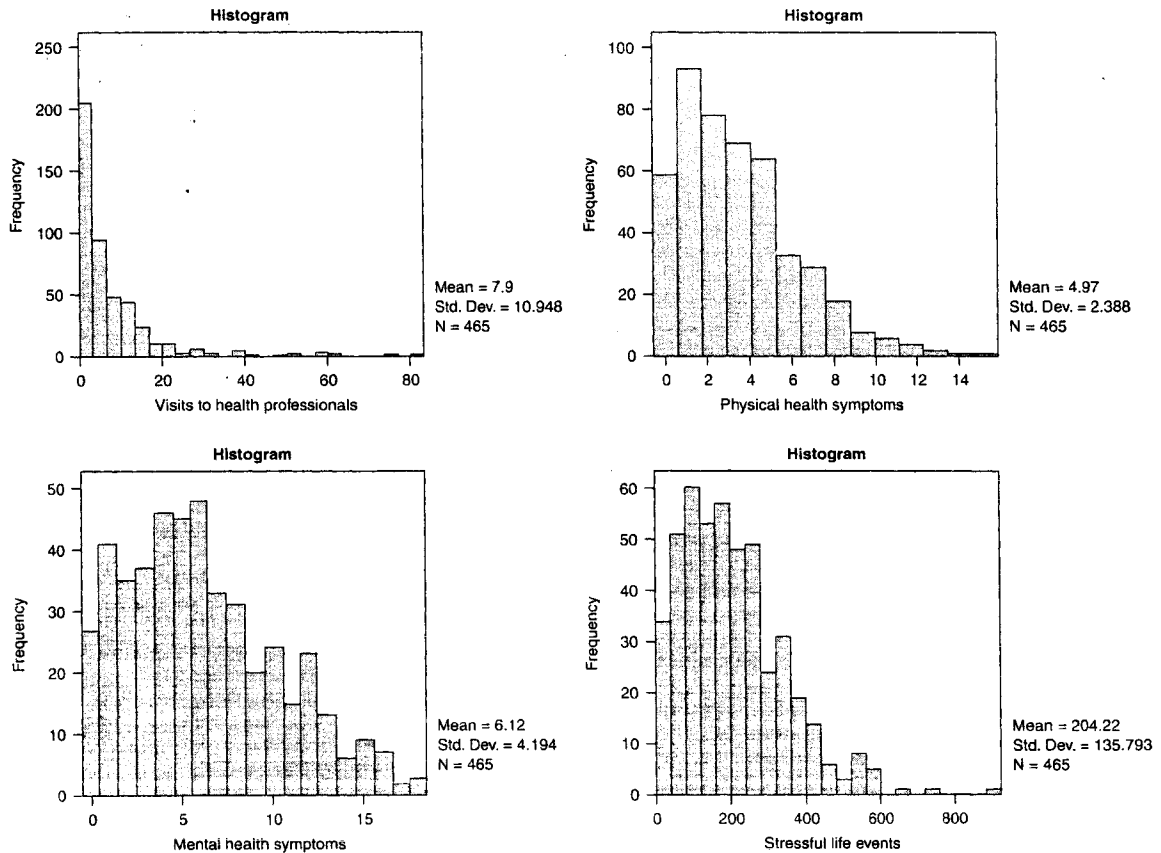 Histogram
250
200
150
100
50
0
Frequency
0 20 40 60 80
Visits to health professionals
Mean = 7.9
Std. Dev. = 10.948
N = 465
Histogram
100
80
60
40
20
0
Frequency
0 2 4 6 8 10 12 14
Physical health symptoms
Mean = 4.97
Std. Dev. = 2.388
N = 465
Histogram
50
40
30
20
10
0
Frequency
0 5 10 15
Mental health symptoms
Mean = 6.12
Std. Dev. = 4.194
N = 465
Histogram
60
50
40
30
20
10
0
Frequency
0 200 400 600 800
Stressful life events
Mean = 204.22
Std. Dev. = 135.793
N = 465